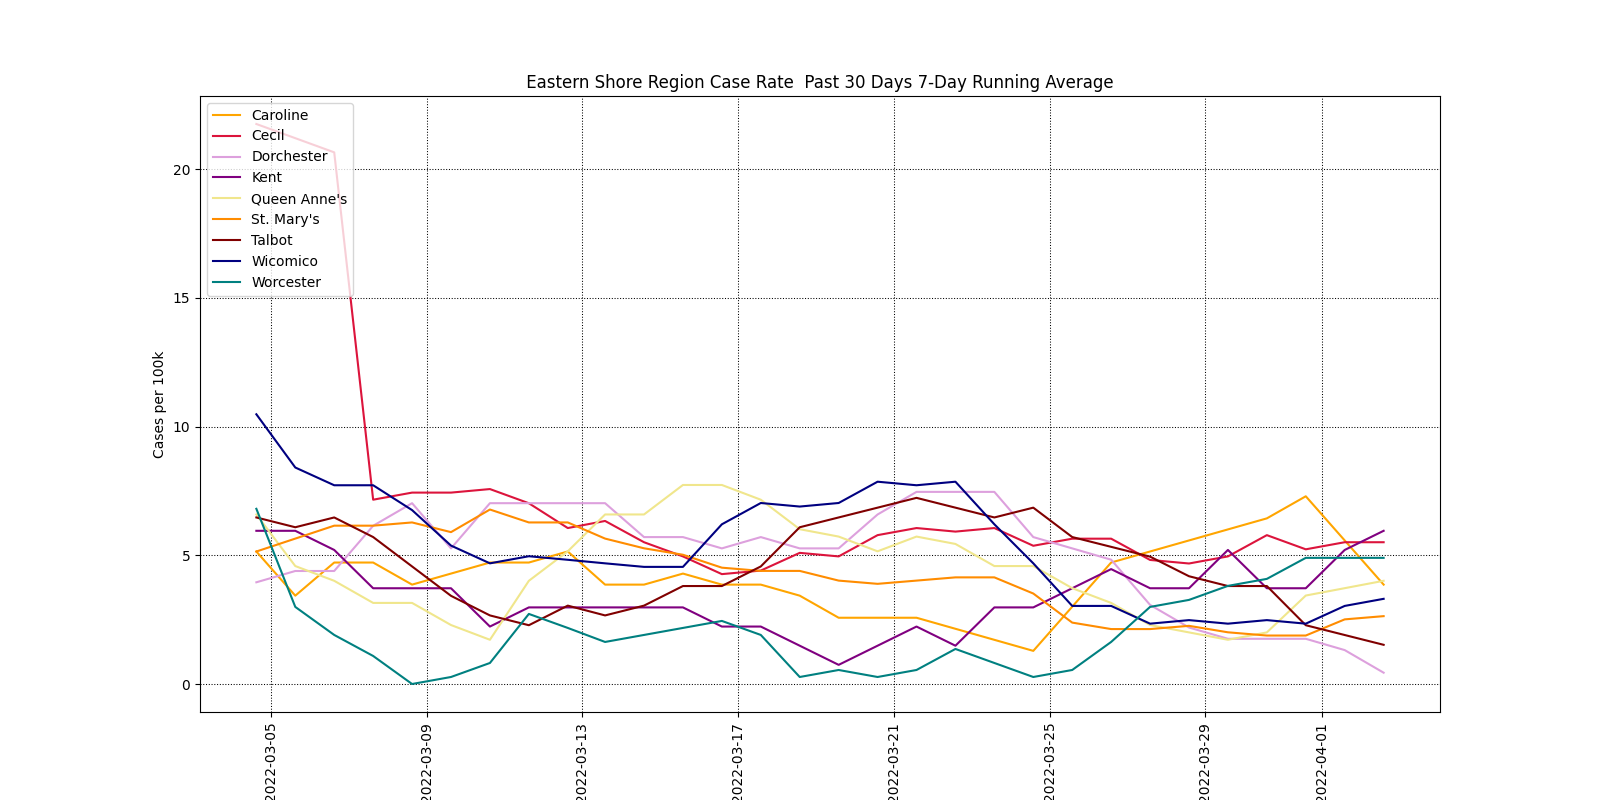 Eastern Shore Region Case Rate  Past 30 Days 7-Day Running Average
Caroline
Cecil
Dorchester
Kent
Queen Anne's
St. Mary's
Talbot
Wicomico
Worcester
Cases per 100k
20
15
10
5
0
2022-03-05
2022-03-09
2022-03-13
2022-03-17
2022-03-21
2022-03-25
2022-03-29
2022-04-01